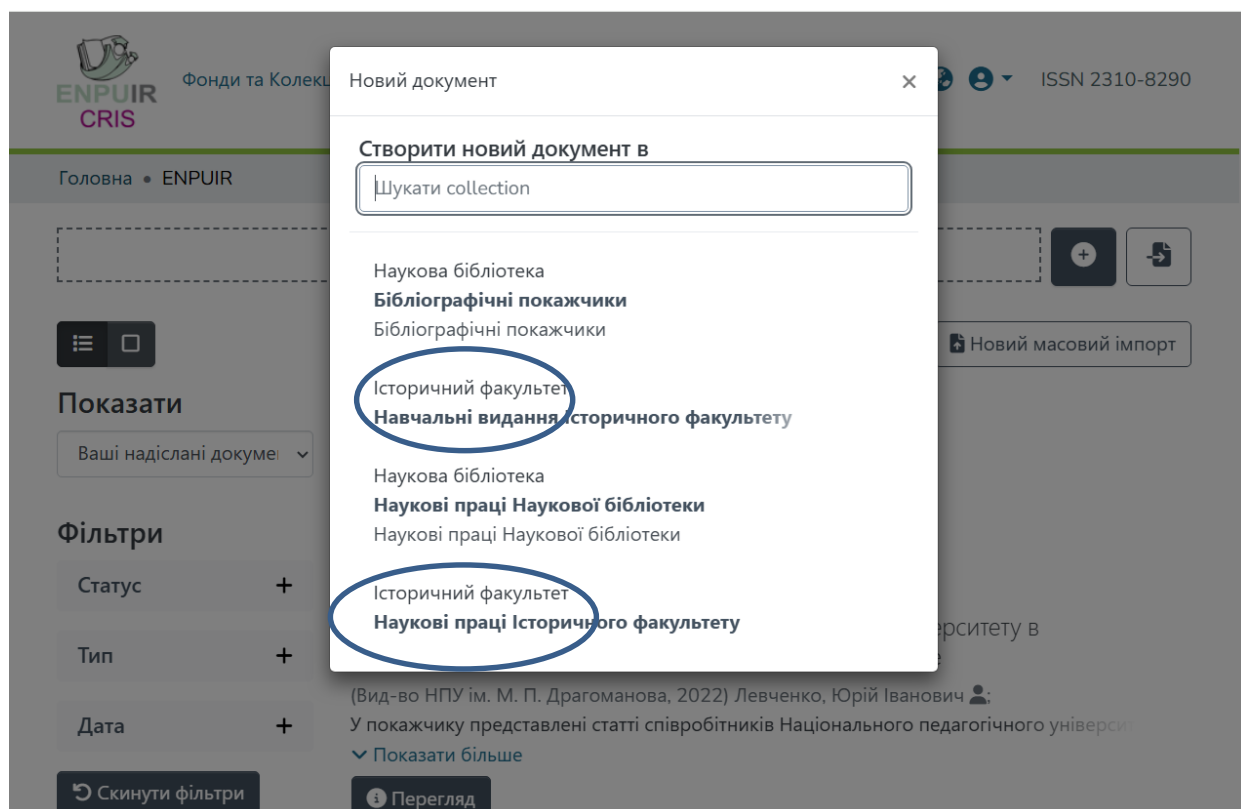 ENPUIR
CRIS
Фонди та Колекц
ISSN 2310-8290
Новий документ
Створити новий документ в
Шукати collection
Головна • ENPUIR
Наукова бібліотека
Бібліографічні покажчики
Бібліографічні покажчики
Новий масовий імпорт
Історичний факультет
Навчальні видання Історичного факультету
Показати
Ваші надіслані докумен
Наукова бібліотека
Наукові праці Наукової бібліотеки
Наукові праці Наукової бібліотеки
Фільтри
Статус
Історичний факультет
Наукові праці Історичного факультету
ерситету в
Тип
(Вид-во НПУ ім. М. П. Драгоманова, 2022) Левченко, Юрій Іванович ;
Дата
У покажчику представлені статті співробітників Національного педагогічного універси
Показати більше
Скинути фільтри
Перегляд